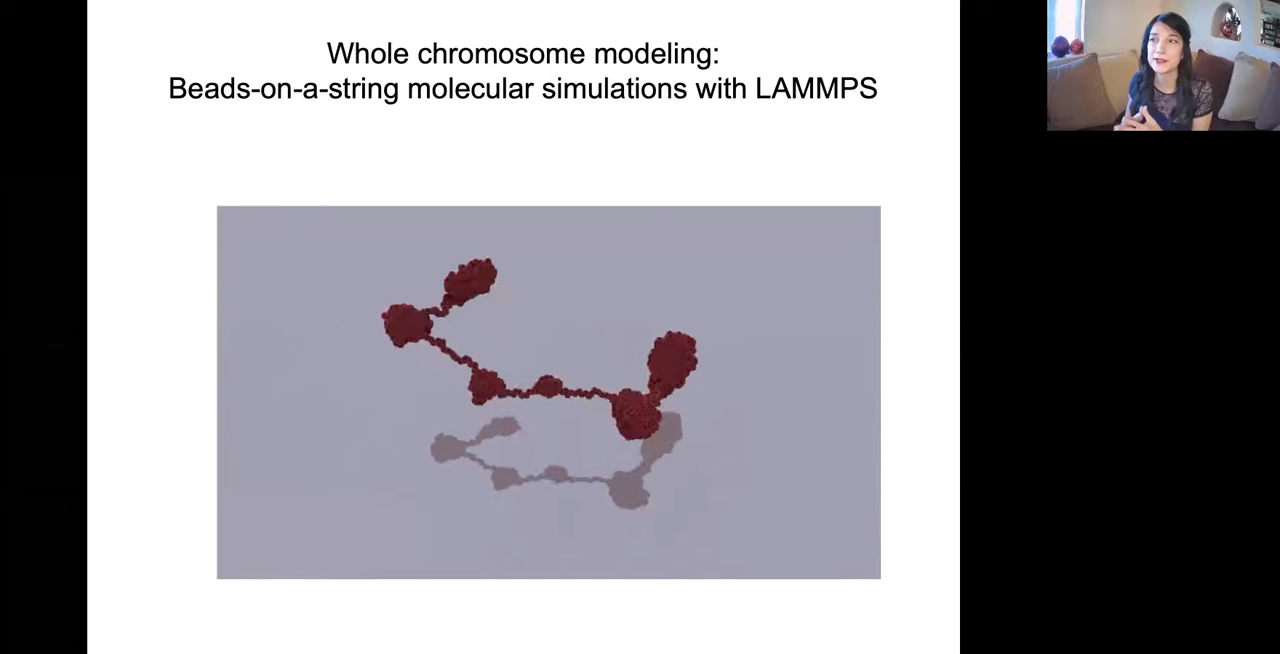 Whole chromosome modeling:
Beads-on-a-string molecular simulations with LAMMPS